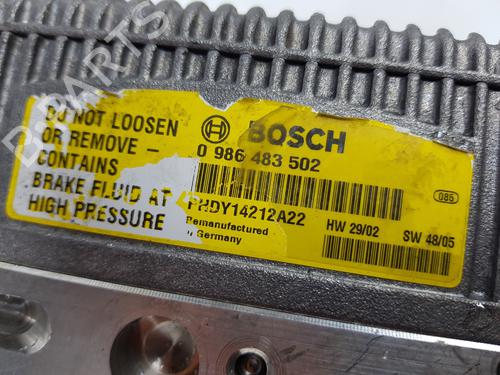 DO NOT LOOSEN
OR REMOVE -
CONTAINS
BRAKE FLUID AT
HIGH PRESSURE
BOSCH
0 986 483 502
PHDY14212A22
Remanufactured
n Germany
085
HW 29/02 SW 48/05
B-PARTS